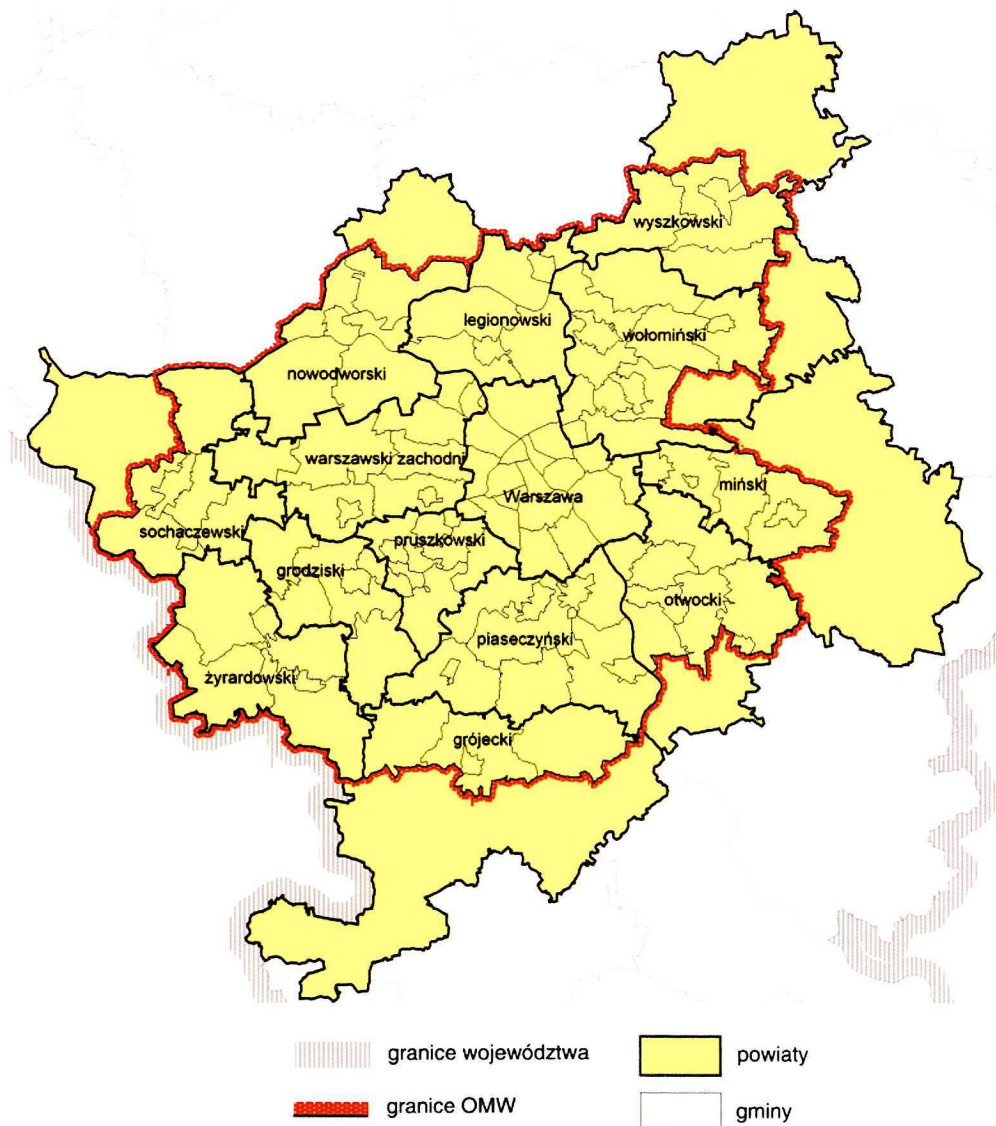 wyszkowski
legionowski
wołomiński
nowodworski
warszawski zachodni
miński
Warszawa
sochaczewski
pruszkowski
grodziski
otwocki
piaseczyński
żyrardowski
grójecki
granice województwa
powiaty
granice OMW
gminy